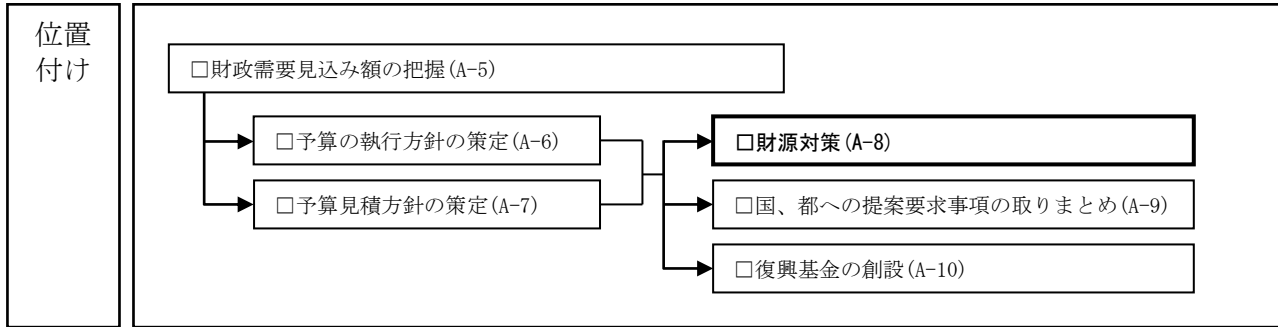 位置
付け
□財政需要見込み額の把握(A-5)
□予算の執行方針の策定(A-6)
□予算見積方針の策定(A-7)
□財源対策(A-8)
□国、都への提案要求事項の取りまとめ(A-9)
□復興基金の創設(A-10)